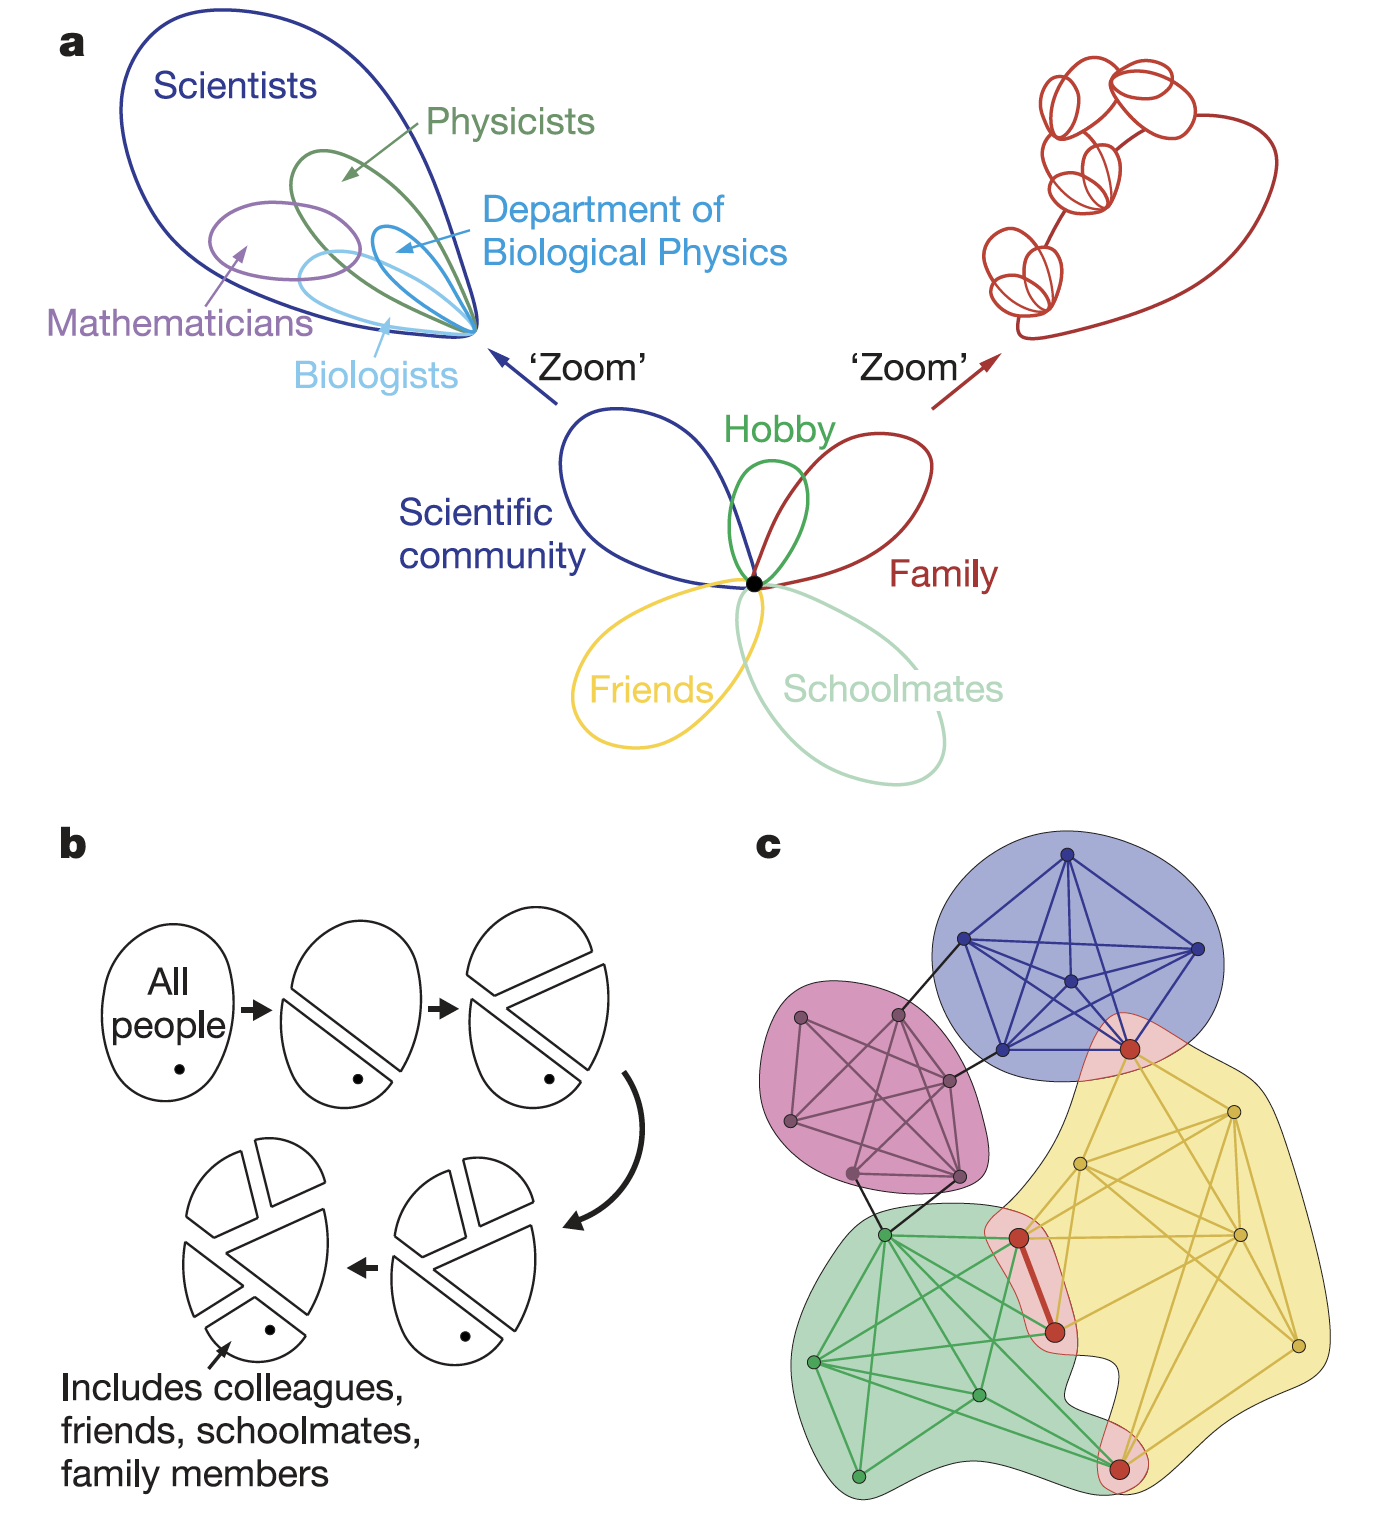 a
Scientists
Physicists
Department of
Biological Physics
Mathematicians
Biologists
‘Zoom’
‘Zoom’
Hobby
Scientific
community
Family
Friends
Schoolmates
b
All
people
Includes colleagues,
friends, schoolmates,
family members
c